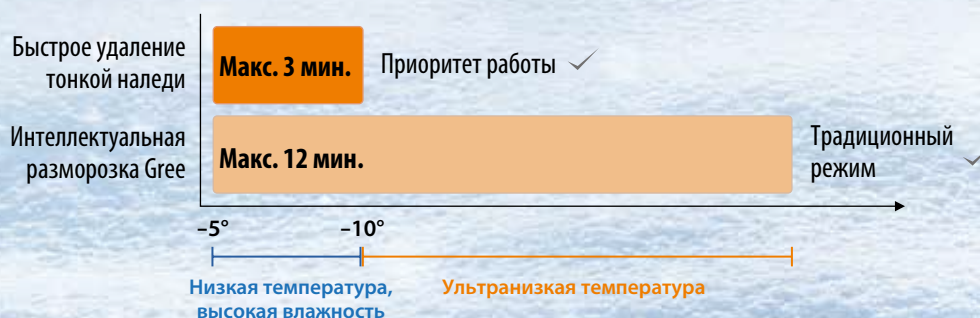 Быстрое удаление
тонкой наледи
Макс. 3 мин.
Приоритет работы
Интеллектуальная
разморозка Gree
Макс. 12 мин.
Традиционный
режим
–5°
–10°
Низкая температура,
высокая влажность
Ультранизкая температура